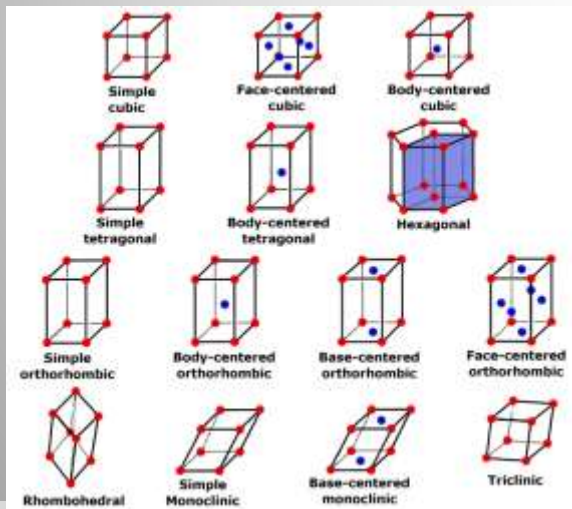 Simple
cubic
Face-centered
cubic
Body-centered
cubic
Simple
tetragonal
Body-centered
tetragonal
Hexagonal
Simple
orthorhombic
Body-centered
orthorhombic
Base-centered
orthorhombic
Face-centered
orthorhombic
Rhombohedral
Simple
Monoclinic
Base-centered
monoclinic
Triclinic